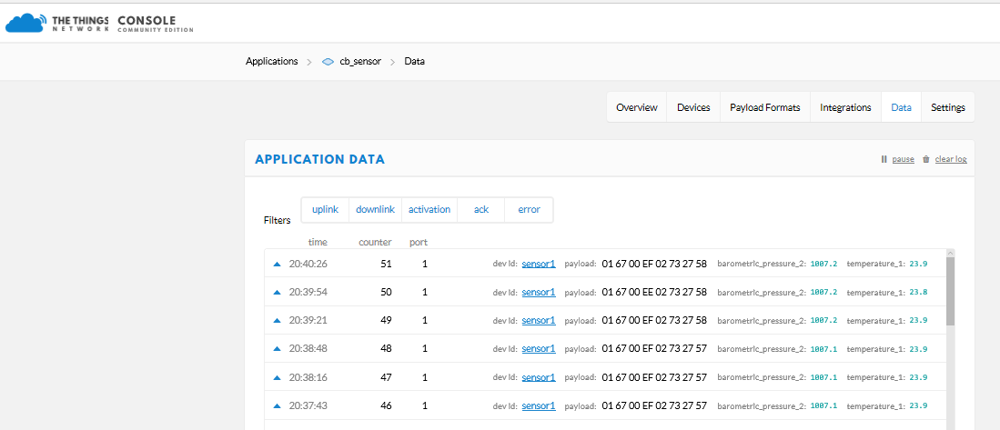 THE THINGS CONSOLE
NETWORK COMMUNITY EDITION
Applications cb_sensor Data
Overview Devices Payload Formats Integrations Data Settings
APPLICATION DATA pause clear log
Filters uplink downlink activation ack error
time counter port
20:40:26 51 1 dev id: sensor1 payload: 01 67 00 EF 02 73 27 58 barometric_pressure_2: 1007.2 temperature_1: 23.9
20:39:54 50 1 dev id: sensor1 payload: 01 67 00 EE 02 73 27 58 barometric_pressure_2: 1007.2 temperature_1: 23.8
20:39:21 49 1 dev id: sensor1 payload: 01 67 00 EF 02 73 27 58 barometric_pressure_2: 1007.2 temperature_1: 23.9
20:38:48 48 1 dev id: sensor1 payload: 01 67 00 EF 02 73 27 57 barometric_pressure_2: 1007.1 temperature_1: 23.9
20:38:16 47 1 dev id: sensor1 payload: 01 67 00 EF 02 73 27 57 barometric_pressure_2: 1007.1 temperature_1: 23.9
20:37:43 46 1 dev id: sensor1 payload: 01 67 00 EF 02 73 27 57 barometric_pressure_2: 1007.1 temperature_1: 23.9